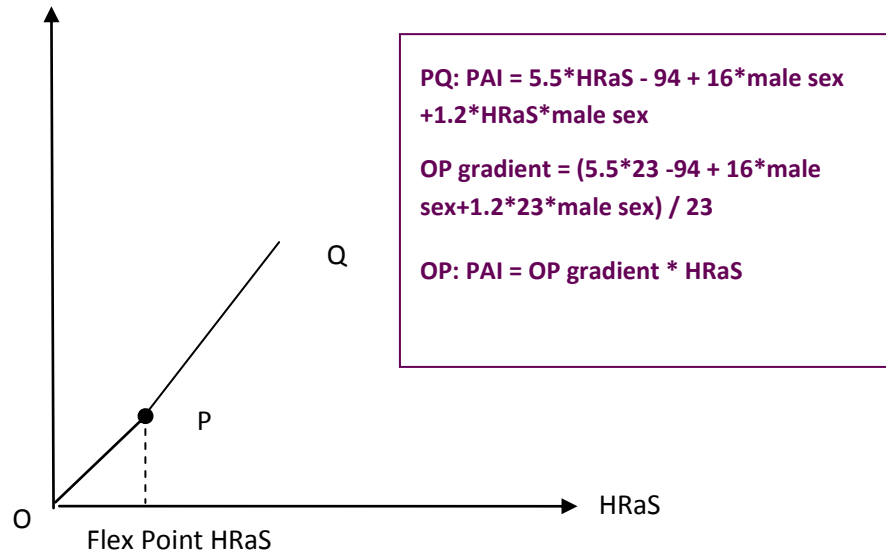 PQ: PAI = 5.5*HRaS - 94 + 16*male sex
+1.2*HRaS*male sex
OP gradient = (5.5*23 -94 + 16*male
sex+1.2*23*male sex) / 23
OP: PAI = OP gradient * HRaS
Q
P
O
HRaS
Flex Point HRaS